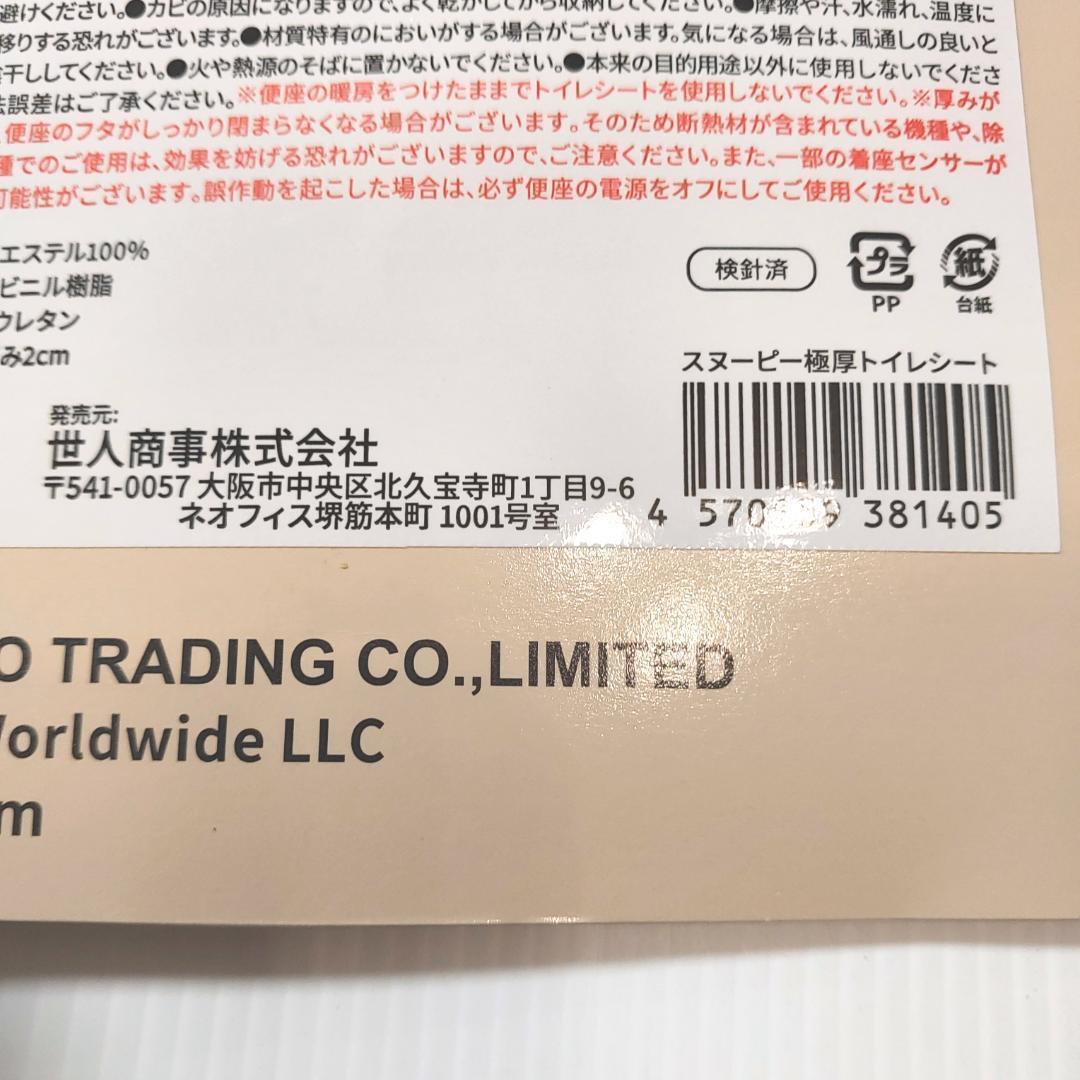 避けください。●カビの原因になりますので、よく乾かしてから収納してください。●摩擦や汗、水濡れ、温度に
移りする恐れがございます。●材質特有のにおいがする場合がございます。気になる場合は、風通しの良いと
干ししてください。●火や熱源のそばに置かないでください。●本来の目的用途以外に使用しないでくださ
法誤差はご了承ください。※便座の暖房をつけたままでトイレシートを使用しないでください。※厚みが
便座のフタがしっかり閉まらなくなる場合がございます。そのため断熱材が含まれている機種や、除
種でのご使用は、効果を妨げる恐れがございますので、ご注意ください。また、一部の着座センサーが
可能性がございます。誤作動を起こした場合は、必ず便座の電源をオフにしてご使用ください。
エステル100%
ビニル樹脂
ウレタン
み2cm
検針済
プラ
PP
紙
台紙
スヌーピー極厚トイレシート
発売元:
世人商事株式会社
〒541-0057 大阪市中央区北久宝寺町1丁目9-6
ネオフィス堺筋本町 1001号室
4 381405
O TRADING CO.,LIMITED
Worldwide LLC
m